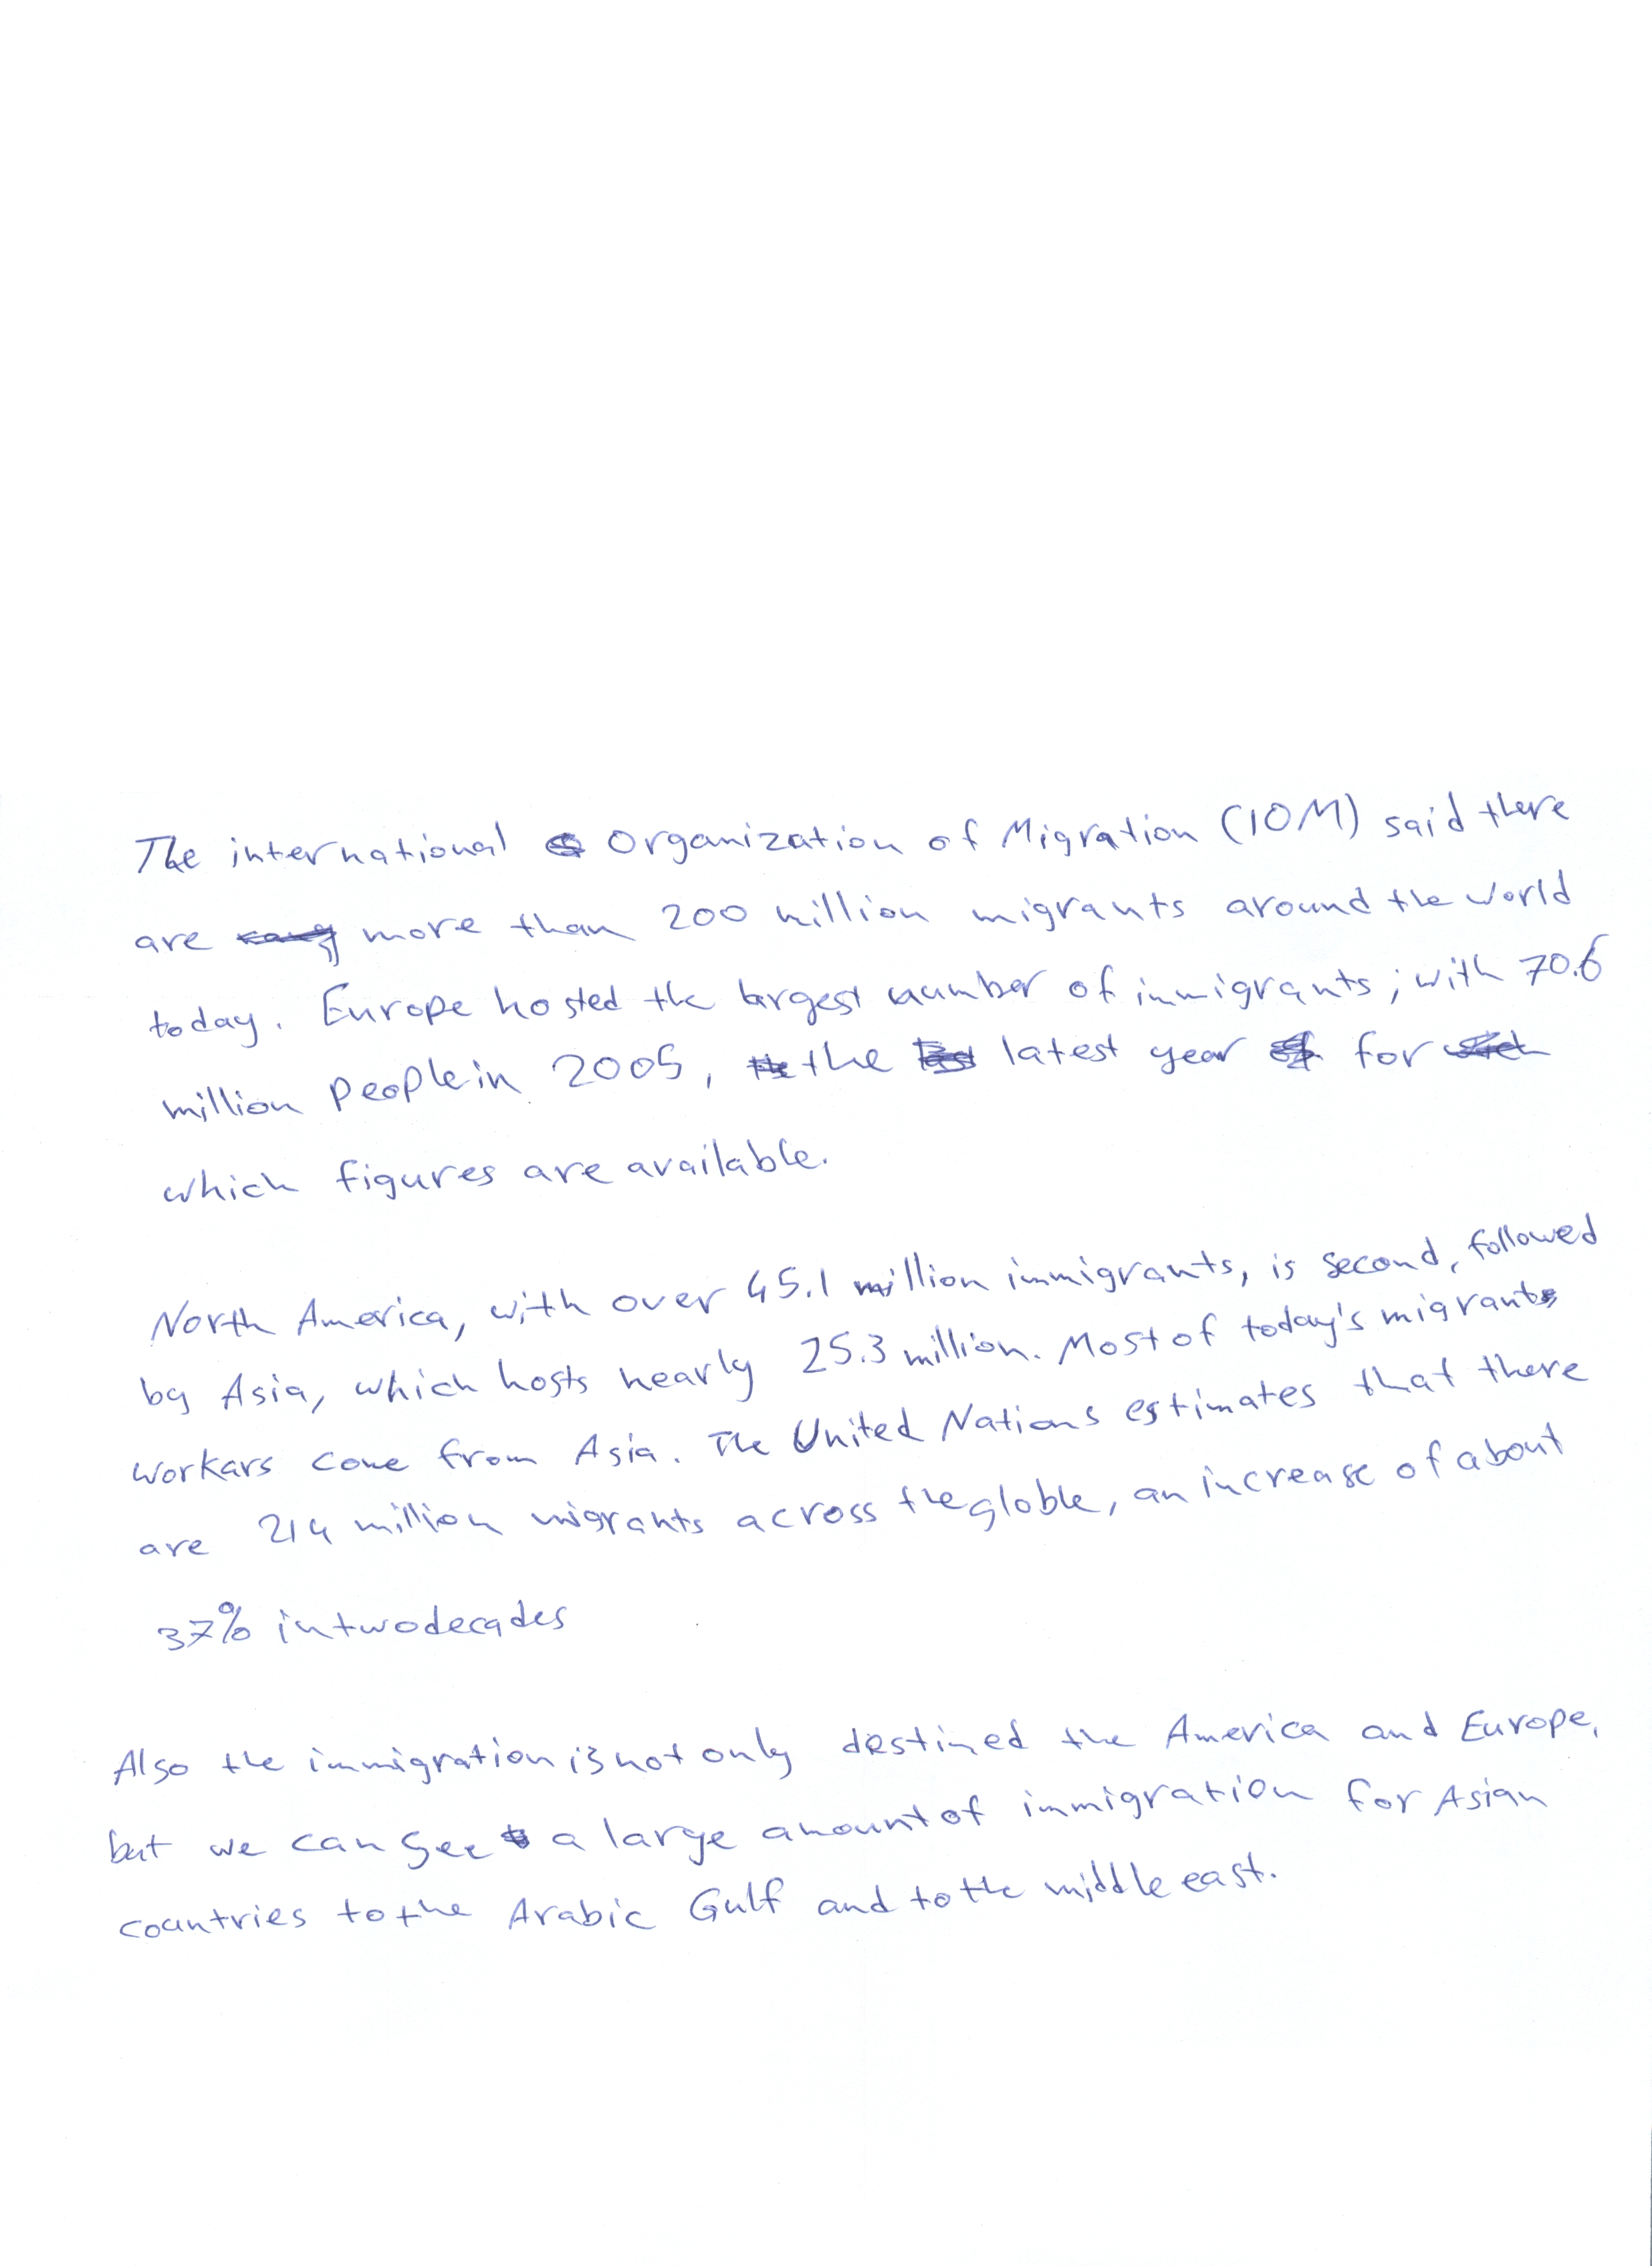 The international Organization of Migration (IOM) said there
are more than 200 million migrants around the world
today. Europe hosted the largest number of immigrants; with 70.6
million people in 2005, the latest year for
which figures are available.
North America, with over 45.1 million immigrants, is second, followed
by Asia, which hosts nearly 25.3 million. Most of today's migrants
workars come from Asia. The United Nations estimates that there
are 214 million migrants across the globle, an increase of about
37% in two decades
Also the immigration is not only destined the America and Europe,
but we can see a large amount of immigration for Asian
countries to the Arabic Gulf and to the middle east.